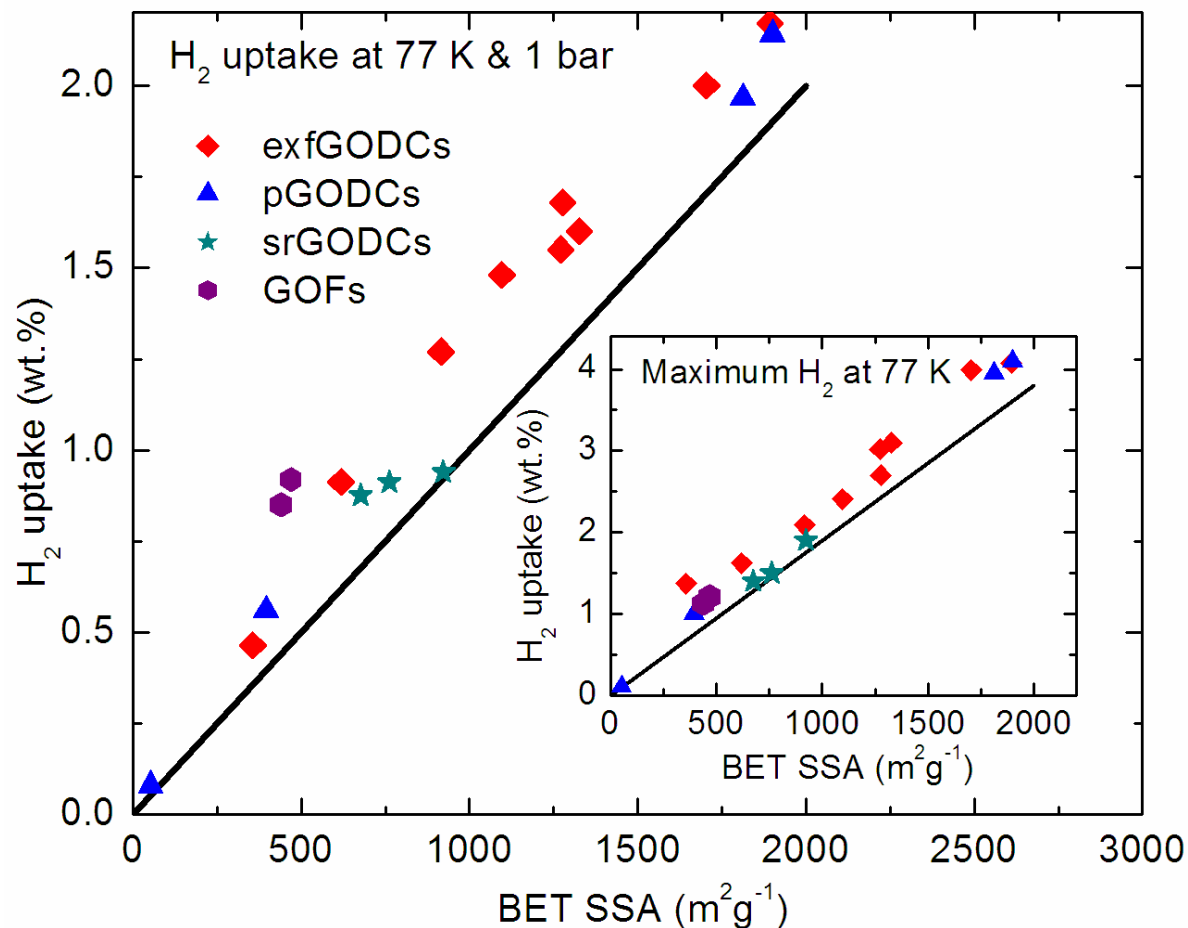 H₂ uptake at 77 K & 1 bar
exfGODCs
pGODCs
srGODCs
GOFs
H₂ uptake (wt.%)
2.0
1.5
1.0
0.5
0.0
0 500 1000 1500 2000 2500 3000
BET SSA (m²g⁻¹)
Maximum H₂ at 77 K
H₂ uptake (wt.%)
4
3
2
1
0
0 500 1000 1500 2000
BET SSA (m²g⁻¹)